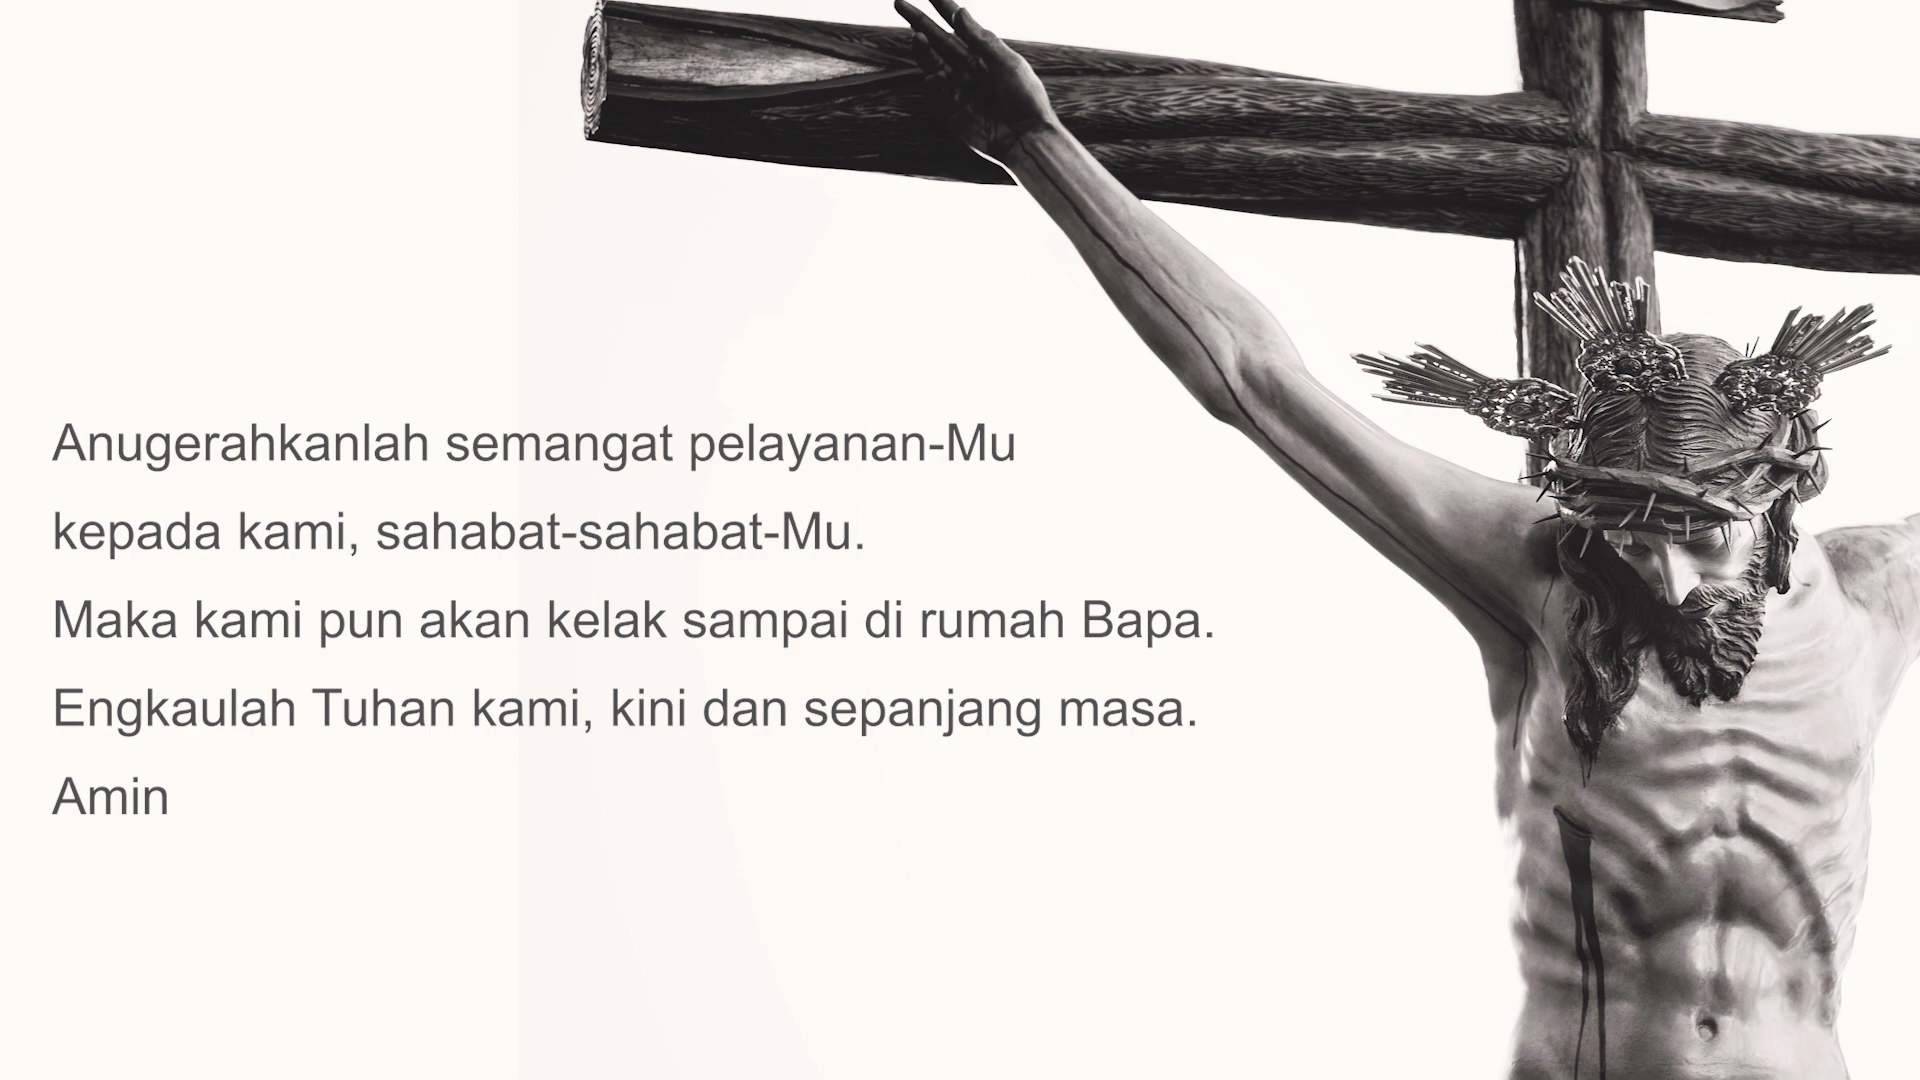 Anugerahkanlah semangat pelayanan-Mu
kepada kami, sahabat-sahabat-Mu.
Maka kami pun akan kelak sampai di rumah Bapa.
Engkaulah Tuhan kami, kini dan sepanjang masa.
Amin